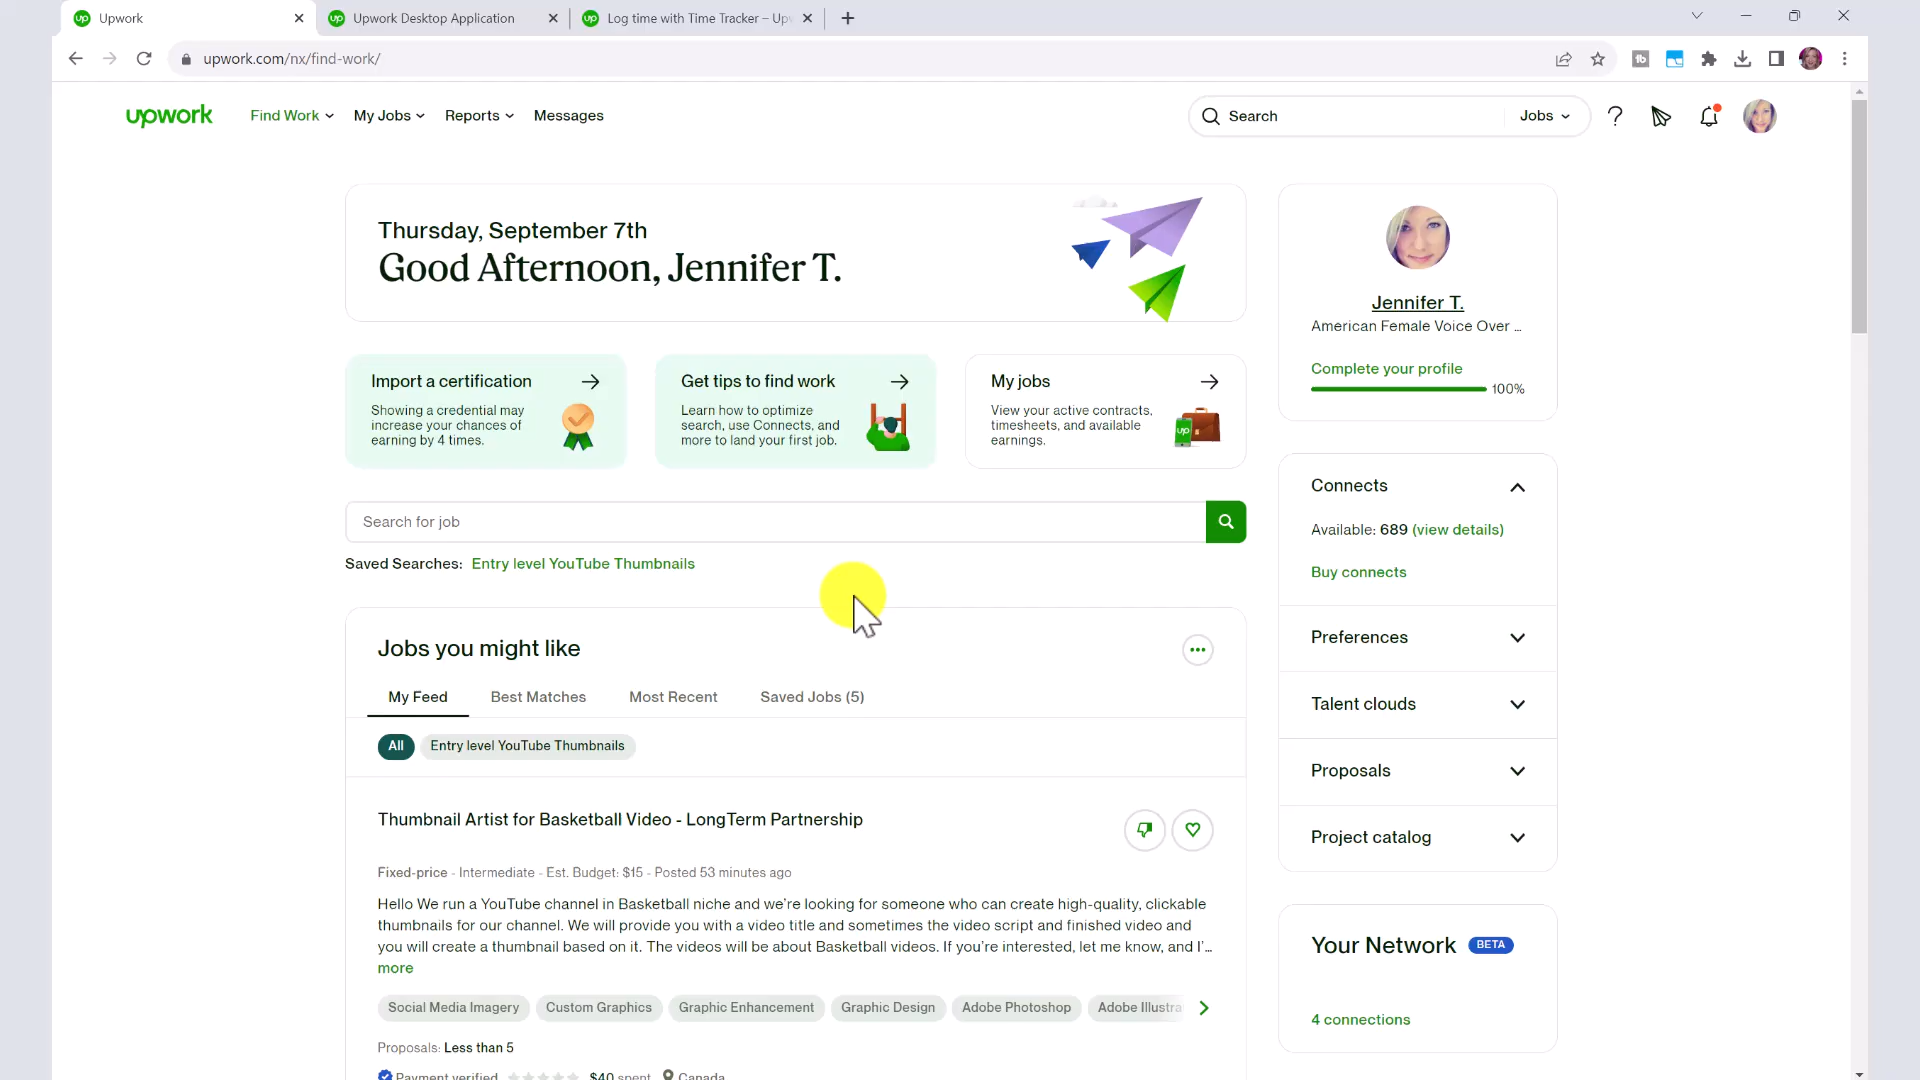 Upwork
Upwork Desktop Application
Log time with Time Tracker – Upw
upwork.com/nx/find-work/
upwork
Find Work
My Jobs
Reports
Messages
Search
Jobs
Thursday, September 7th
Good Afternoon, Jennifer T.
Jennifer T.
American Female Voice Over ...
Complete your profile
100%
Import a certification
Showing a credential may
increase your chances of
earning by 4 times.
Get tips to find work
Learn how to optimize
search, use Connects, and
more to land your first job.
My jobs
View your active contracts,
timesheets, and available
earnings.
Search for job
Saved Searches: Entry level YouTube Thumbnails
Connects
Available: 689 (view details)
Buy connects
Preferences
Talent clouds
Proposals
Project catalog
Your Network BETA
4 connections
Jobs you might like
My Feed
Best Matches
Most Recent
Saved Jobs (5)
All
Entry level YouTube Thumbnails
Thumbnail Artist for Basketball Video - LongTerm Partnership
Fixed-price - Intermediate - Est. Budget: $15 - Posted 53 minutes ago
Hello We run a YouTube channel in Basketball niche and we're looking for someone who can create high-quality, clickable
thumbnails for our channel. We will provide you with a video title and sometimes the video script and finished video and
you will create a thumbnail based on it. The videos will be about Basketball videos. If you're interested, let me know, and I'...
more
Social Media Imagery
Custom Graphics
Graphic Enhancement
Graphic Design
Adobe Photoshop
Adobe Illustra
Proposals: Less than 5
Payment verified $40 spent Canada